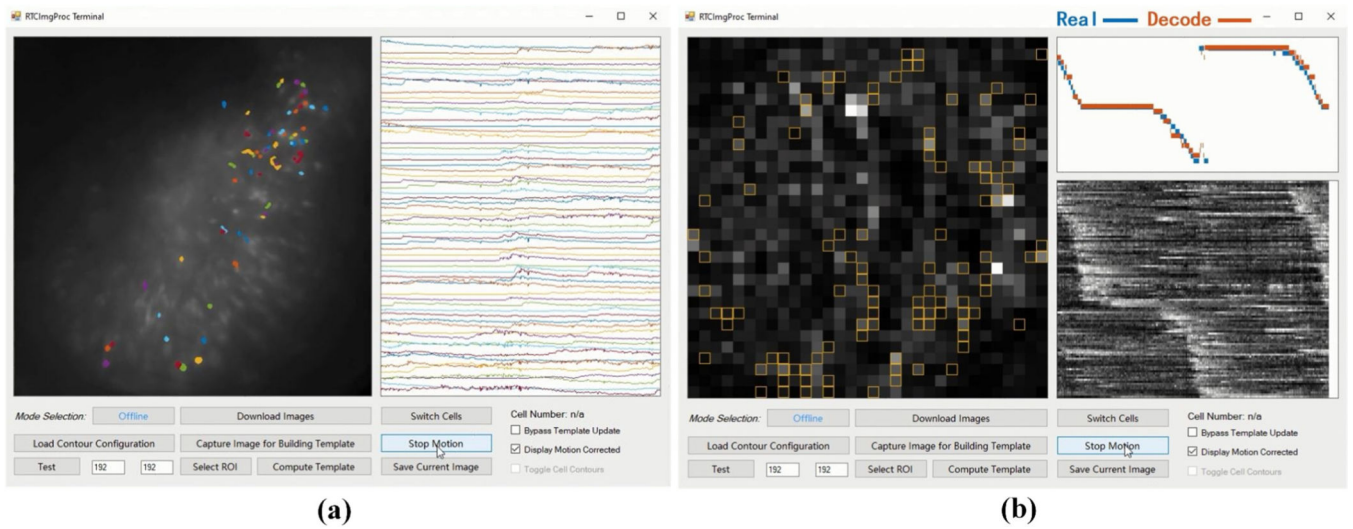 RTCImgProc Terminal
Mode Selection: Offline Download Images Switch Cells Cell Number: n/a
Bypass Template Update
Load Contour Configuration Capture Image for Building Template Stop Motion Display Motion Corrected
Test 192 192 Select ROI Compute Template Save Current Image Toggle Cell Contours
(a)
RTCImgProc Terminal
Real Decode
Mode Selection: Offline Download Images Switch Cells Cell Number: n/a
Bypass Template Update
Load Contour Configuration Capture Image for Building Template Stop Motion Display Motion Corrected
Test 192 192 Select ROI Compute Template Save Current Image Toggle Cell Contours
(b)